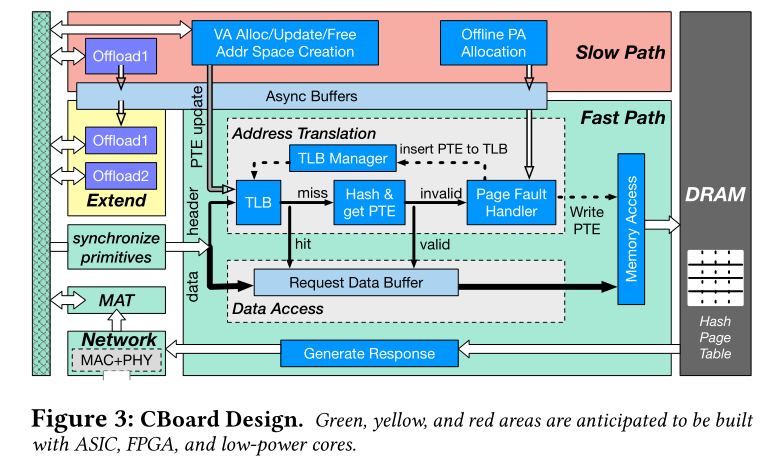 VA Alloc/Update/Free
Addr Space Creation
Offline PA
Allocation
Slow Path
Offload1
Async Buffers
PTE update
Fast Path
Address Translation
TLB Manager
insert PTE to TLB
Offload1
Offload2
Extend
TLB
miss
Hash &
get PTE
invalid
Page Fault
Handler
Write
PTE
Memory Access
DRAM
header
synchronize
primitives
hit
valid
data
Request Data Buffer
Data Access
MAT
Network
MAC+PHY
Generate Response
Hash
Page
Table
Figure 3: CBoard Design. Green, yellow, and red areas are anticipated to be built
with ASIC, FPGA, and low-power cores.